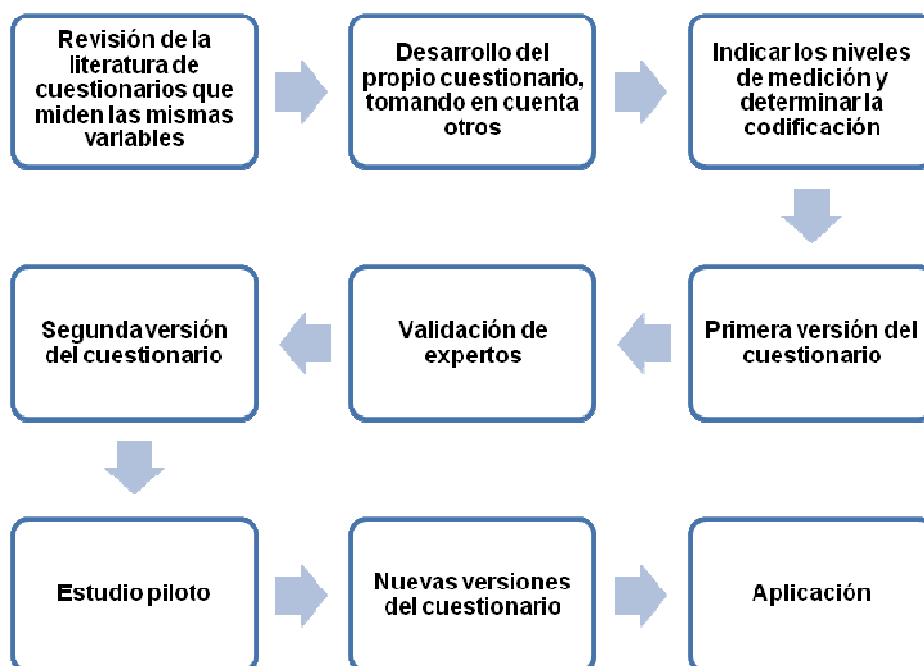 Revisión de la
literatura de
cuestionarios que
miden las mismas
variables
Desarrollo del
propio cuestionario,
tomando en cuenta
otros
Indicar los niveles
de medición y
determinar la
codificación
Primera versión del
cuestionario
Validación de
expertos
Segunda versión
del cuestionario
Estudio piloto
Nuevas versiones
del cuestionario
Aplicación